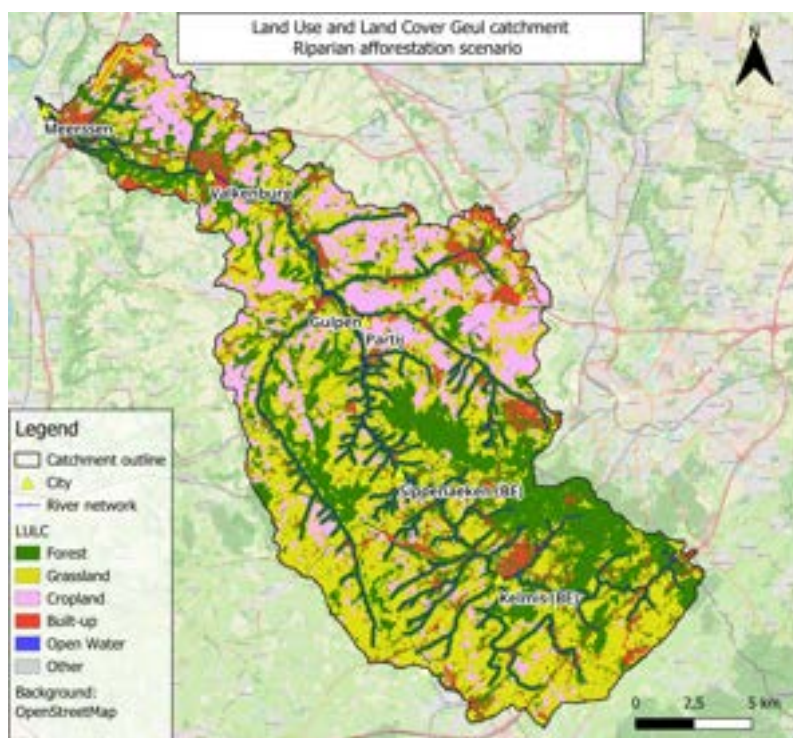 Land Use and Land Cover Geul catchment
Riparian afforestation scenario
N
Meerssen
Valkenburg
Gulpen
Partij
Sippenaeken (BE)
Kelmis (BE)
Legend
Catchment outline
City
River network
LULC
Forest
Grassland
Cropland
Built-up
Open Water
Other
Background:
OpenStreetMap
0 2,5 5 km